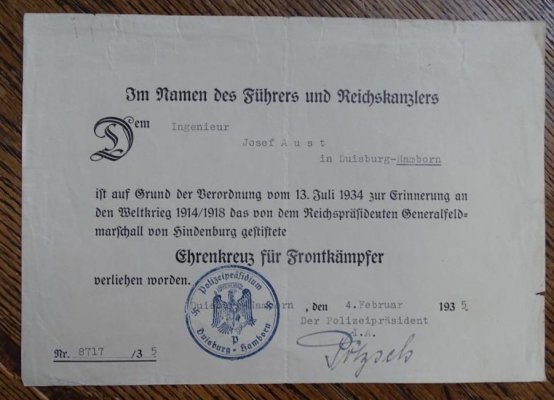 Im Namen des Führers und Reichskanzlers
Dem Ingenieur
Josef Aust
in Duisburg-Hamborn
ist auf Grund der Verordnung vom 13. Juli 1934 zur Erinnerung an
den Weltkrieg 1914/1918 das von dem Reichspräsidenten Generalfeld-
marschall von Hindenburg gestiftete
Ehrenkreuz für Frontkämpfer
verliehen worden.
Polizeipräsidium
Duisburg-Hamborn
P
Duisburg-Hamborn, den 4. Februar 1935
Der Polizeipräsident
I.A.
Nr. 8717 /35